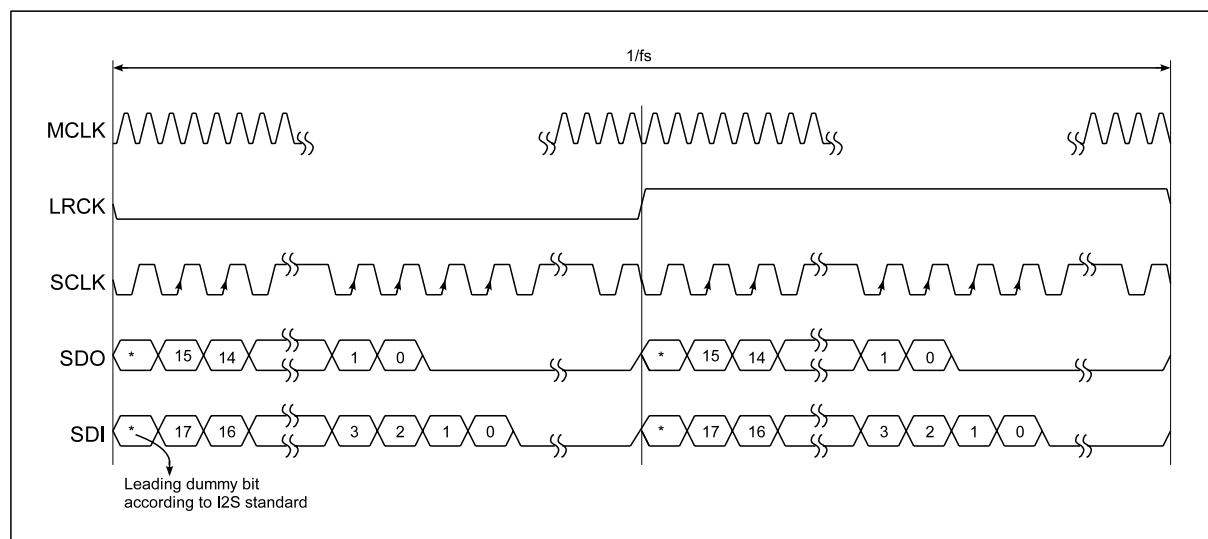 1/fs
MCLK
LRCK
SCLK
SDO * 15 14 1 0 * 15 14 1 0
SDI * 17 16 3 2 1 0 * 17 16 3 2 1 0
Leading dummy bit
according to I2S standard